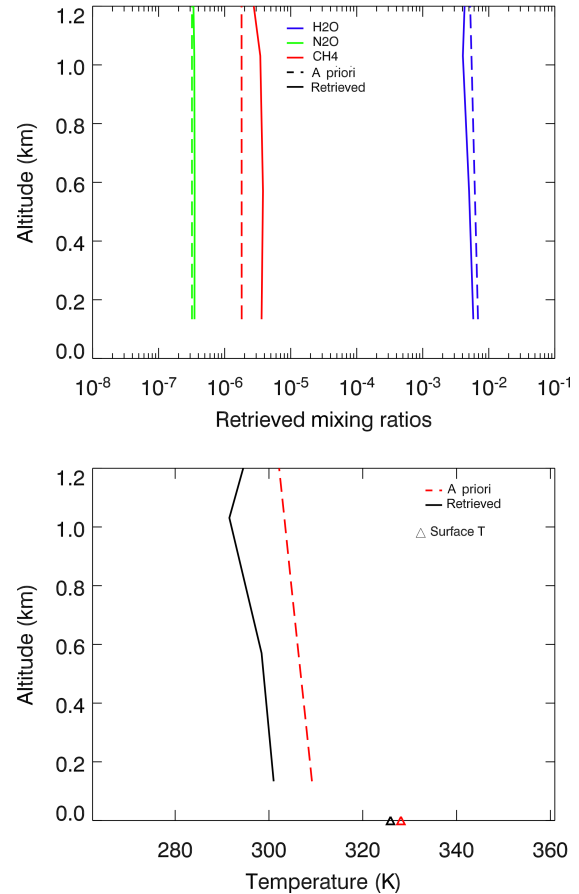 1.2
1.0
0.8
0.6
0.4
0.2
0.0
Altitude (km)
H2O
N2O
CH4
A priori
Retrieved
10-8 10-7 10-6 10-5 10-4 10-3 10-2 10-1
Retrieved mixing ratios
1.2
1.0
0.8
0.6
0.4
0.2
0.0
Altitude (km)
A priori
Retrieved
△ Surface T
280 300 320 340 360
Temperature (K)